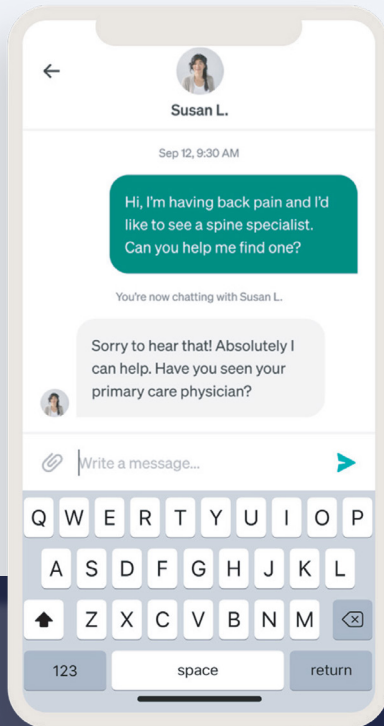 Susan L.
Sep 12, 9:30 AM
Hi, I'm having back pain and I'd
like to see a spine specialist.
Can you help me find one?
You're now chatting with Susan L.
Sorry to hear that! Absolutely I
can help. Have you seen your
primary care physician?
Write a message...
Q W E R T Y U I O P
A S D F G H J K L
Z X C V B N M
123 space return